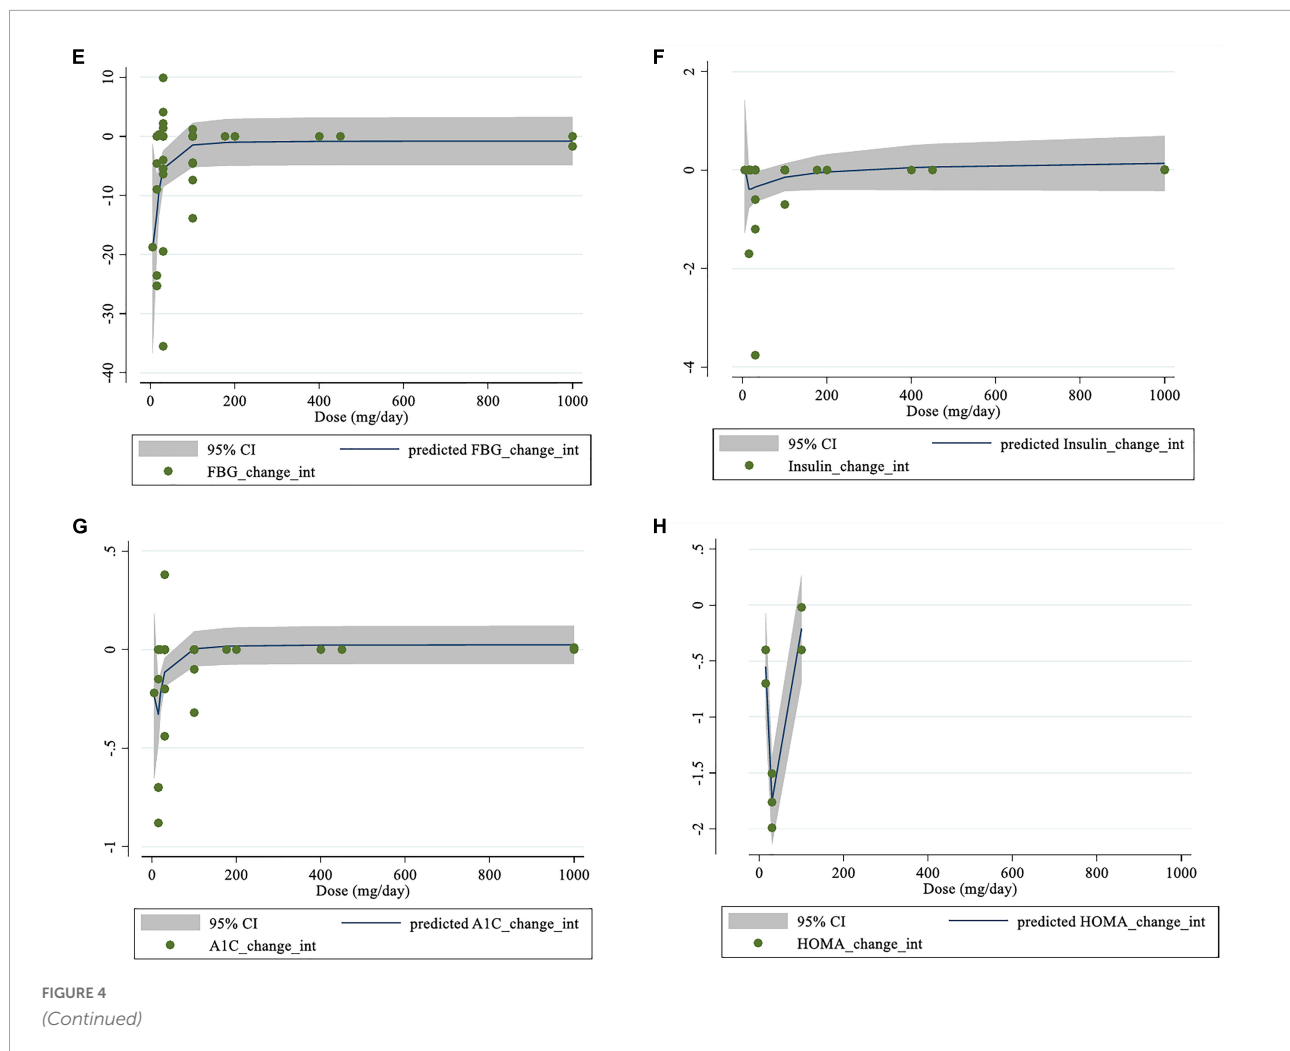 E
10
0
-10
-20
-30
-40
0 200 400 600 800 1000
Dose (mg/day)
95% CI predicted FBG_change_int
FBG_change_int
F
2
0
-2
-4
0 200 400 600 800 1000
Dose (mg/day)
95% CI predicted Insulin_change_int
Insulin_change_int
G
.5
0
-.5
-1
0 200 400 600 800 1000
Dose (mg/day)
95% CI predicted A1C_change_int
A1C_change_int
H
.5
0
-.5
-1
-1.5
-2
0 200 400 600 800 1000
Dose (mg/day)
95% CI predicted HOMA_change_int
HOMA_change_int
FIGURE 4
(Continued)